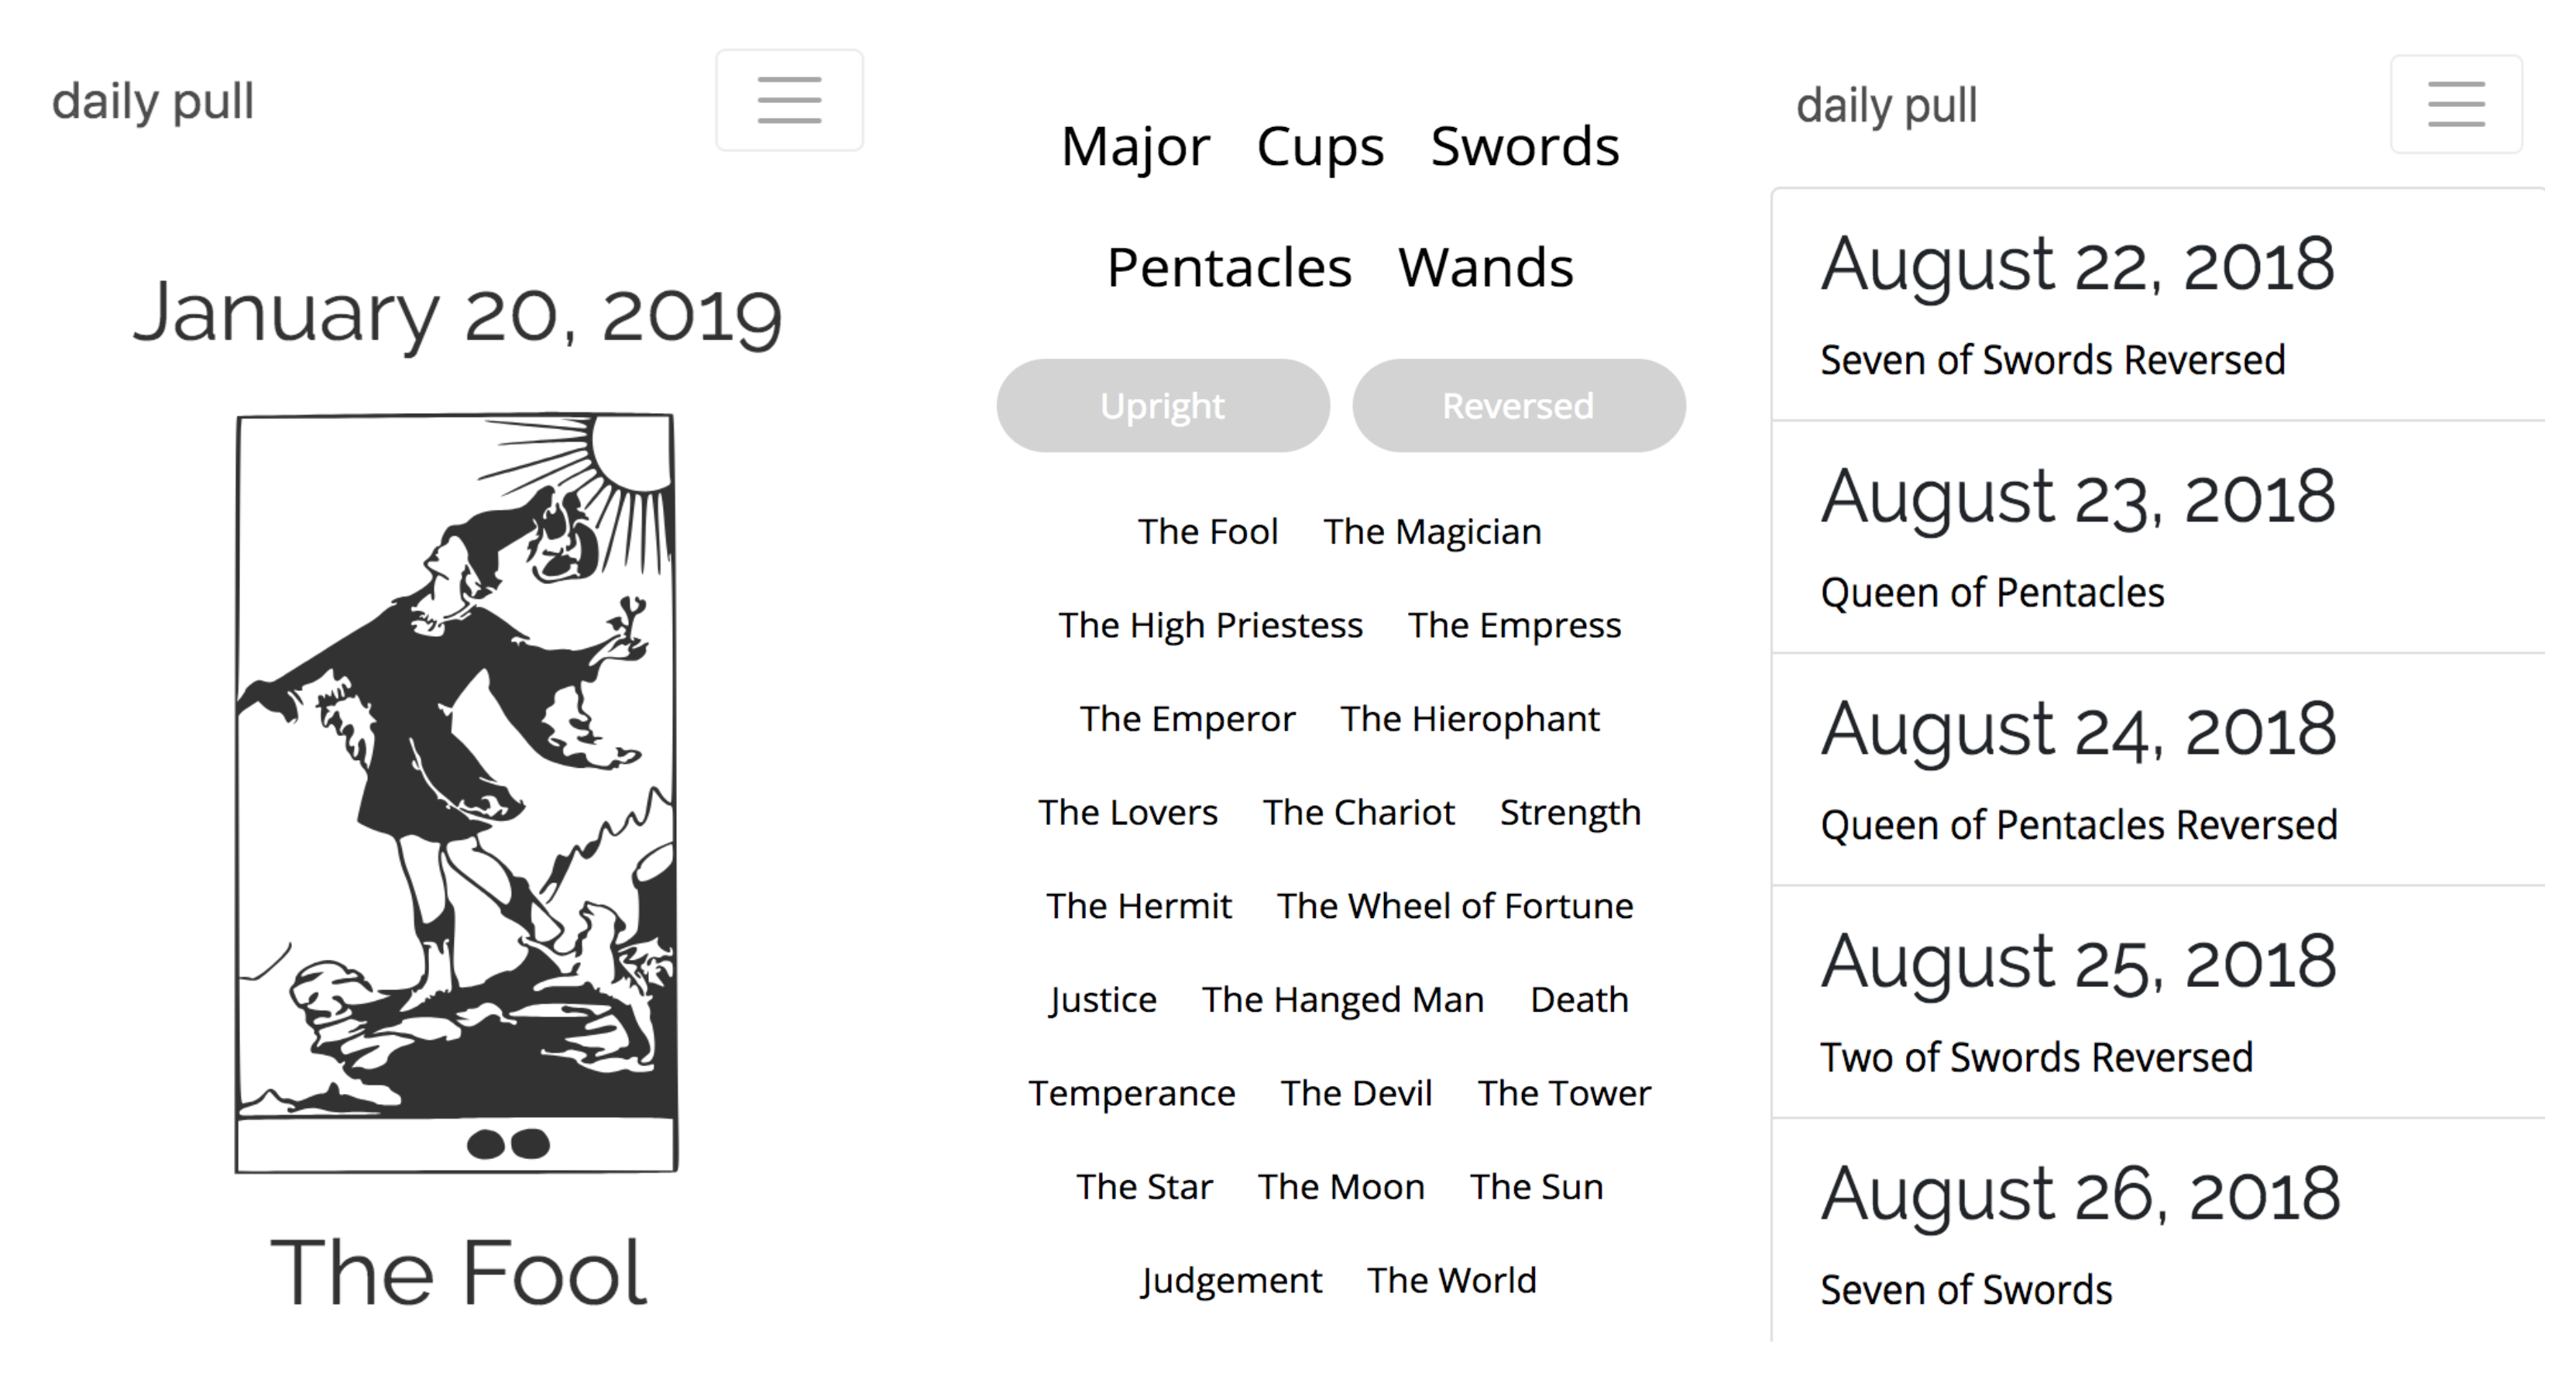 daily pull
January 20, 2019
The Fool
Major Cups Swords
Pentacles Wands
Upright Reversed
The Fool The Magician
The High Priestess The Empress
The Emperor The Hierophant
The Lovers The Chariot Strength
The Hermit The Wheel of Fortune
Justice The Hanged Man Death
Temperance The Devil The Tower
The Star The Moon The Sun
Judgement The World
daily pull
August 22, 2018
Seven of Swords Reversed
August 23, 2018
Queen of Pentacles
August 24, 2018
Queen of Pentacles Reversed
August 25, 2018
Two of Swords Reversed
August 26, 2018
Seven of Swords